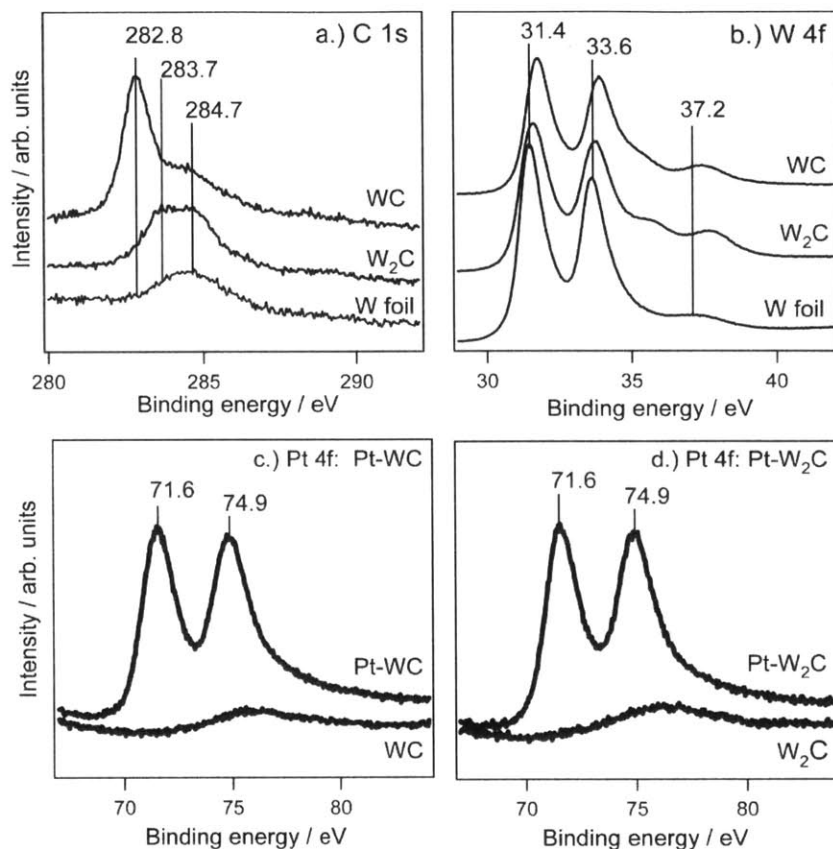 a.) C 1s
282.8
283.7
284.7
WC
W₂C
W foil
Intensity / arb. units
280 285 290
Binding energy / eV
b.) W 4f
31.4 33.6
37.2
WC
W₂C
W foil
30 35 40
Binding energy / eV
c.) Pt 4f: Pt-WC
71.6
74.9
Pt-WC
WC
Intensity / arb. units
70 75 80
Binding energy / eV
d.) Pt 4f: Pt-W₂C
71.6
74.9
Pt-W₂C
W₂C
70 75 80
Binding energy / eV